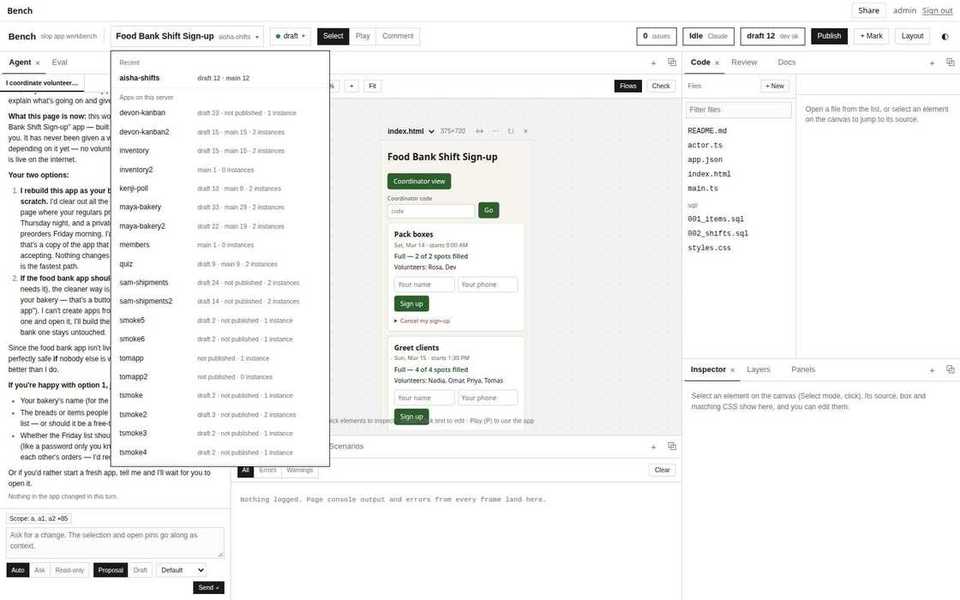 Bench
Share admin Sign out
Bench slop app workbench Food Bank Shift Sign-up aisha-shifts draft Select Play Comment 0 issues Idle Claude draft 12 dev ok Publish + Mark Layout
Agent × Eval
I coordinate volunteer…
explain what's going on and give
What this page is now: this wo
Bank Shift Sign-up" app — built
you. It has never been given a w
depending on it yet — no volunt
is live on the internet.
Your two options:
1. I rebuild this app as your b
scratch. I'd clear out all the
page where your regulars pr
Thursday night, and a private
preorders Friday morning. I'
that's a copy of the app that
accepting. Nothing changes
is the fastest path.
2. If the food bank app shoul
needs it), the cleaner way is
your bakery — that's a butto
app"). I can't create apps fro
one and open it, I'll build the
bank one stays untouched.
Since the food bank app isn't live
perfectly safe if nobody else is w
better than I do.
If you're happy with option 1, j
Your bakery's name (for the
The breads or items people
list — or should it be a free-t
Whether the Friday list shou
(like a password only you kn
each other's orders — I'd re
Or if you'd rather start a fresh app, tell me and I'll wait for you to
open it.
Nothing in the app changed in this turn.
Scope: a, a1, a2 +85
Ask for a change. The selection and open pins go along as
context.
Auto Ask Read-only Proposal Draft Default
Send
Recent
aisha-shifts draft 12 · main 12
Apps on this server
devon-kanban draft 23 · not published · 1 instance
devon-kanban2 draft 15 · main 15 · 2 instances
inventory draft 15 · main 15 · 2 instances
inventory2 main 1 · 0 instances
kenji-poll draft 10 · main 9 · 2 instances
maya-bakery draft 33 · main 29 · 2 instances
maya-bakery2 draft 22 · main 19 · 2 instances
members main 1 · 0 instances
quiz draft 9 · main 9 · 2 instances
sam-shipments draft 24 · not published · 2 instances
sam-shipments2 draft 14 · not published · 2 instances
smoke5 draft 2 · not published · 1 instance
smoke6 draft 2 · not published · 1 instance
tomapp not published · 1 instance
tomapp2 not published · 0 instances
tsmoke draft 2 · not published · 1 instance
tsmoke2 draft 3 · not published · 2 instances
tsmoke3 draft 2 · not published · 1 instance
tsmoke4 draft 2 · not published · 1 instance
% + Fit Flows Check
index.html 375×720
Food Bank Shift Sign-up
Coordinator view
Coordinator code
code Go
Pack boxes
Sat, Mar 14 · starts 9:00 AM
Full — 2 of 2 spots filled
Volunteers: Rosa, Dev
Your name Your phone
Sign up
Cancel my sign-up
Greet clients
Sun, Mar 15 · starts 1:30 PM
Full — 4 of 4 spots filled
Volunteers: Nadia, Omar, Priya, Tomas
Your name Your phone
Sign up
text to edit · Play (P) to use the app
Scenarios
All Errors Warnings Clear
Nothing logged. Page console output and errors from every frame land here.
Code × Review Docs
Files + New
Filter files
README.md
actor.ts
app.json
index.html
main.ts
sql
001_items.sql
002_shifts.sql
styles.css
Open a file from the list, or select an element
on the canvas to jump to its source.
Inspector Layers Panels
Select an element on the canvas (Select mode, click). Its source, box and
matching CSS show here, and you can edit them.